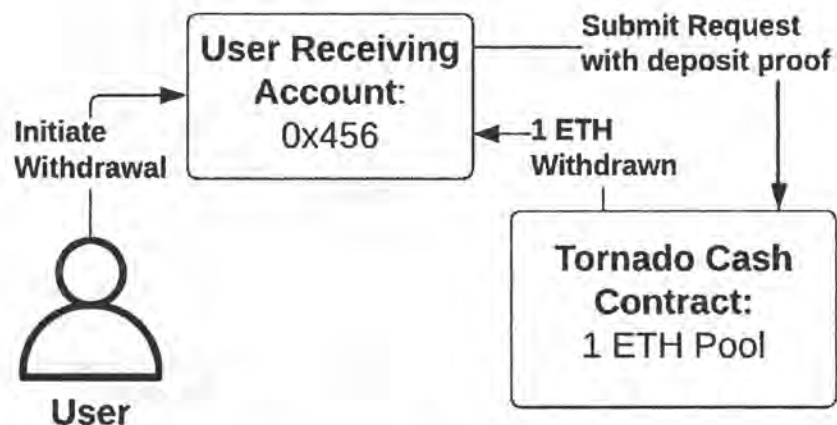 User Receiving
Account:
0x456
Submit Request
with deposit proof
Initiate
Withdrawal
1 ETH
Withdrawn
Tornado Cash
Contract:
1 ETH Pool
User